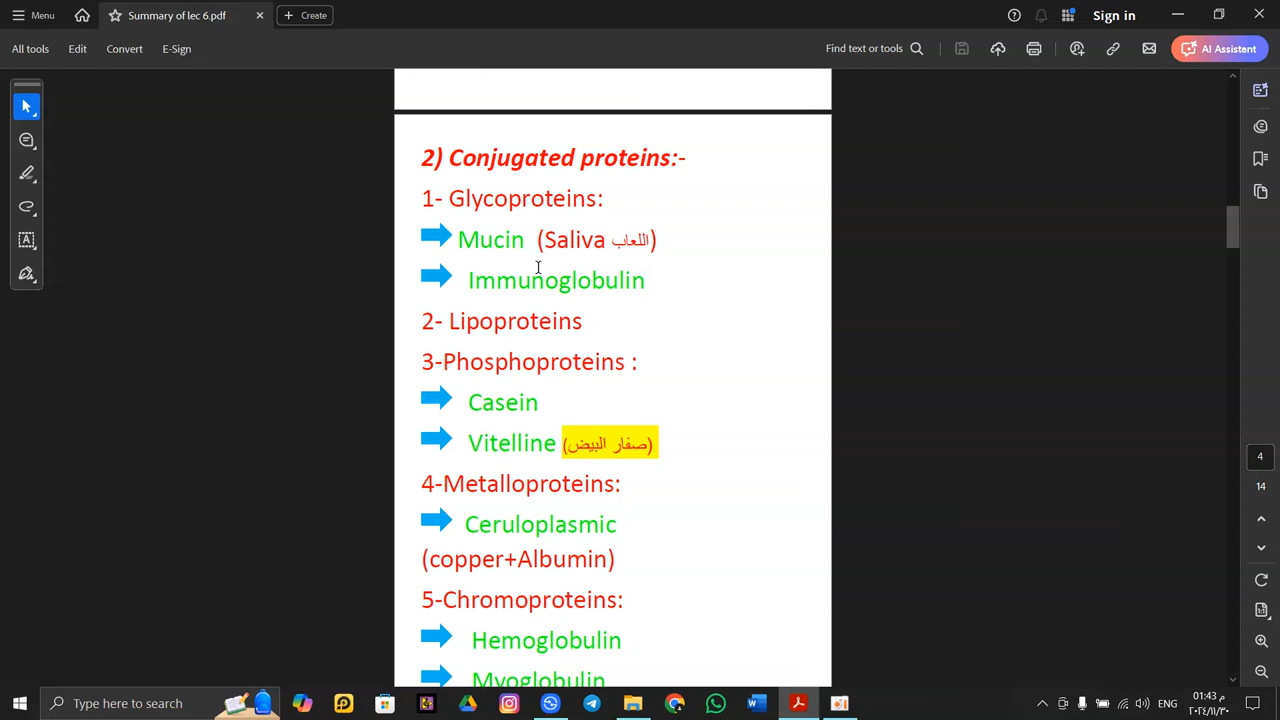 Menu
Summary of lec 6.pdf
Create
Sign in
All tools
Edit
Convert
E-Sign
Find text or tools
AI Assistant
2) Conjugated proteins:-
1- Glycoproteins:
Mucin (Saliva اللعاب)
Immunoglobulin
2- Lipoproteins
3-Phosphoproteins :
Casein
Vitelline (صفار البيض)
4-Metalloproteins:
Ceruloplasmic
(copper+Albumin)
5-Chromoproteins:
Hemoglobulin
Myoglobulin
4
14
Type here to search
ENG
01:43 م